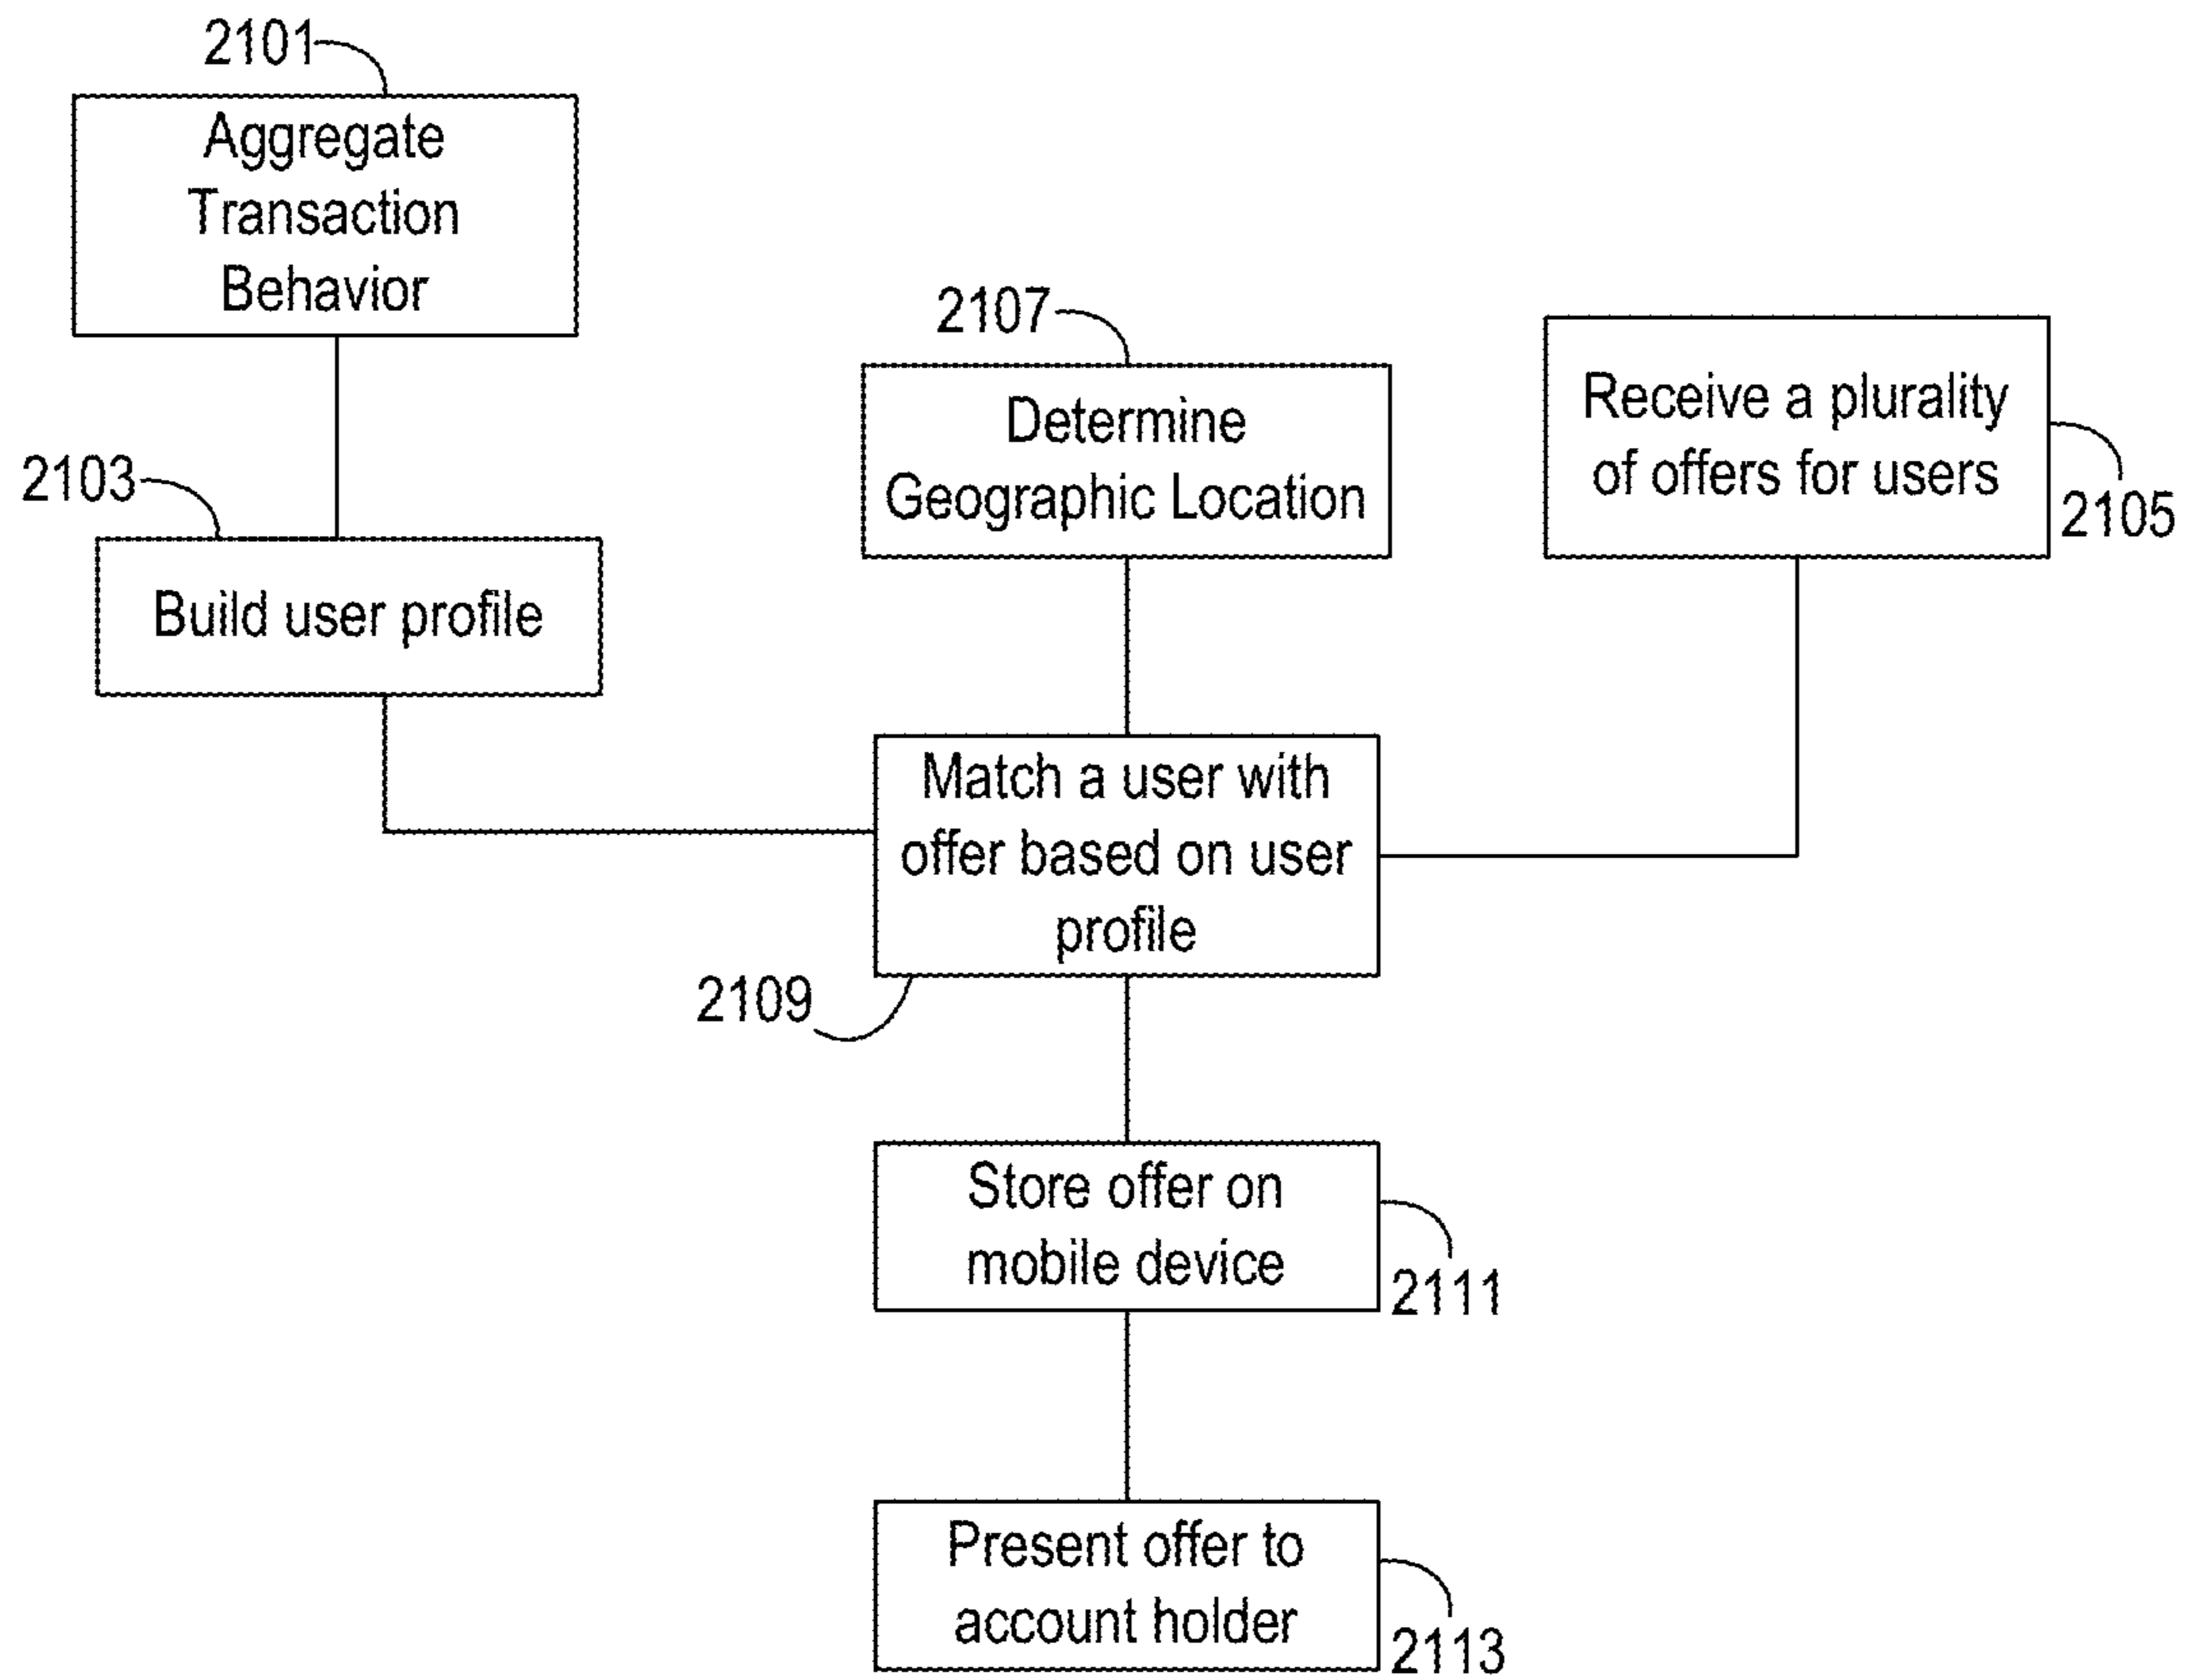 2101
Aggregate
Transaction
Behavior
2103
Build user profile
2107
Determine
Geographic Location
Receive a plurality
of offers for users
2105
Match a user with
offer based on user
profile
2109
Store offer on
mobile device
2111
Present offer to
account holder
2113